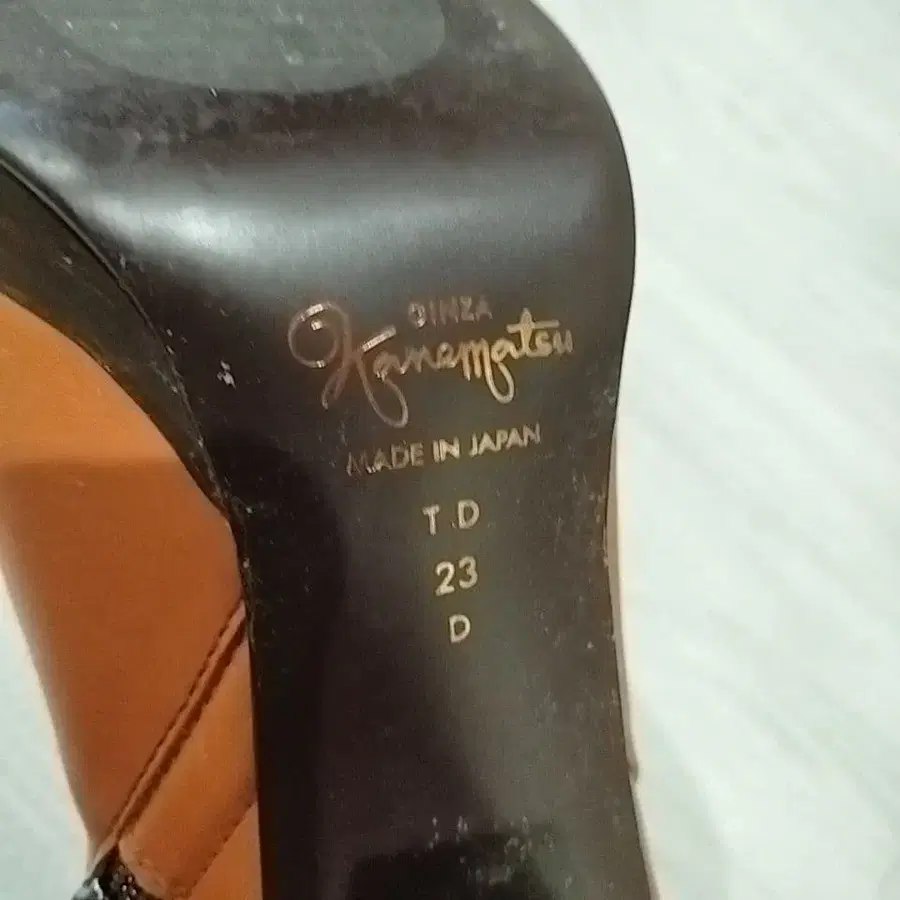 GINZA
Kanematsu
MADE IN JAPAN
T.D
23
D